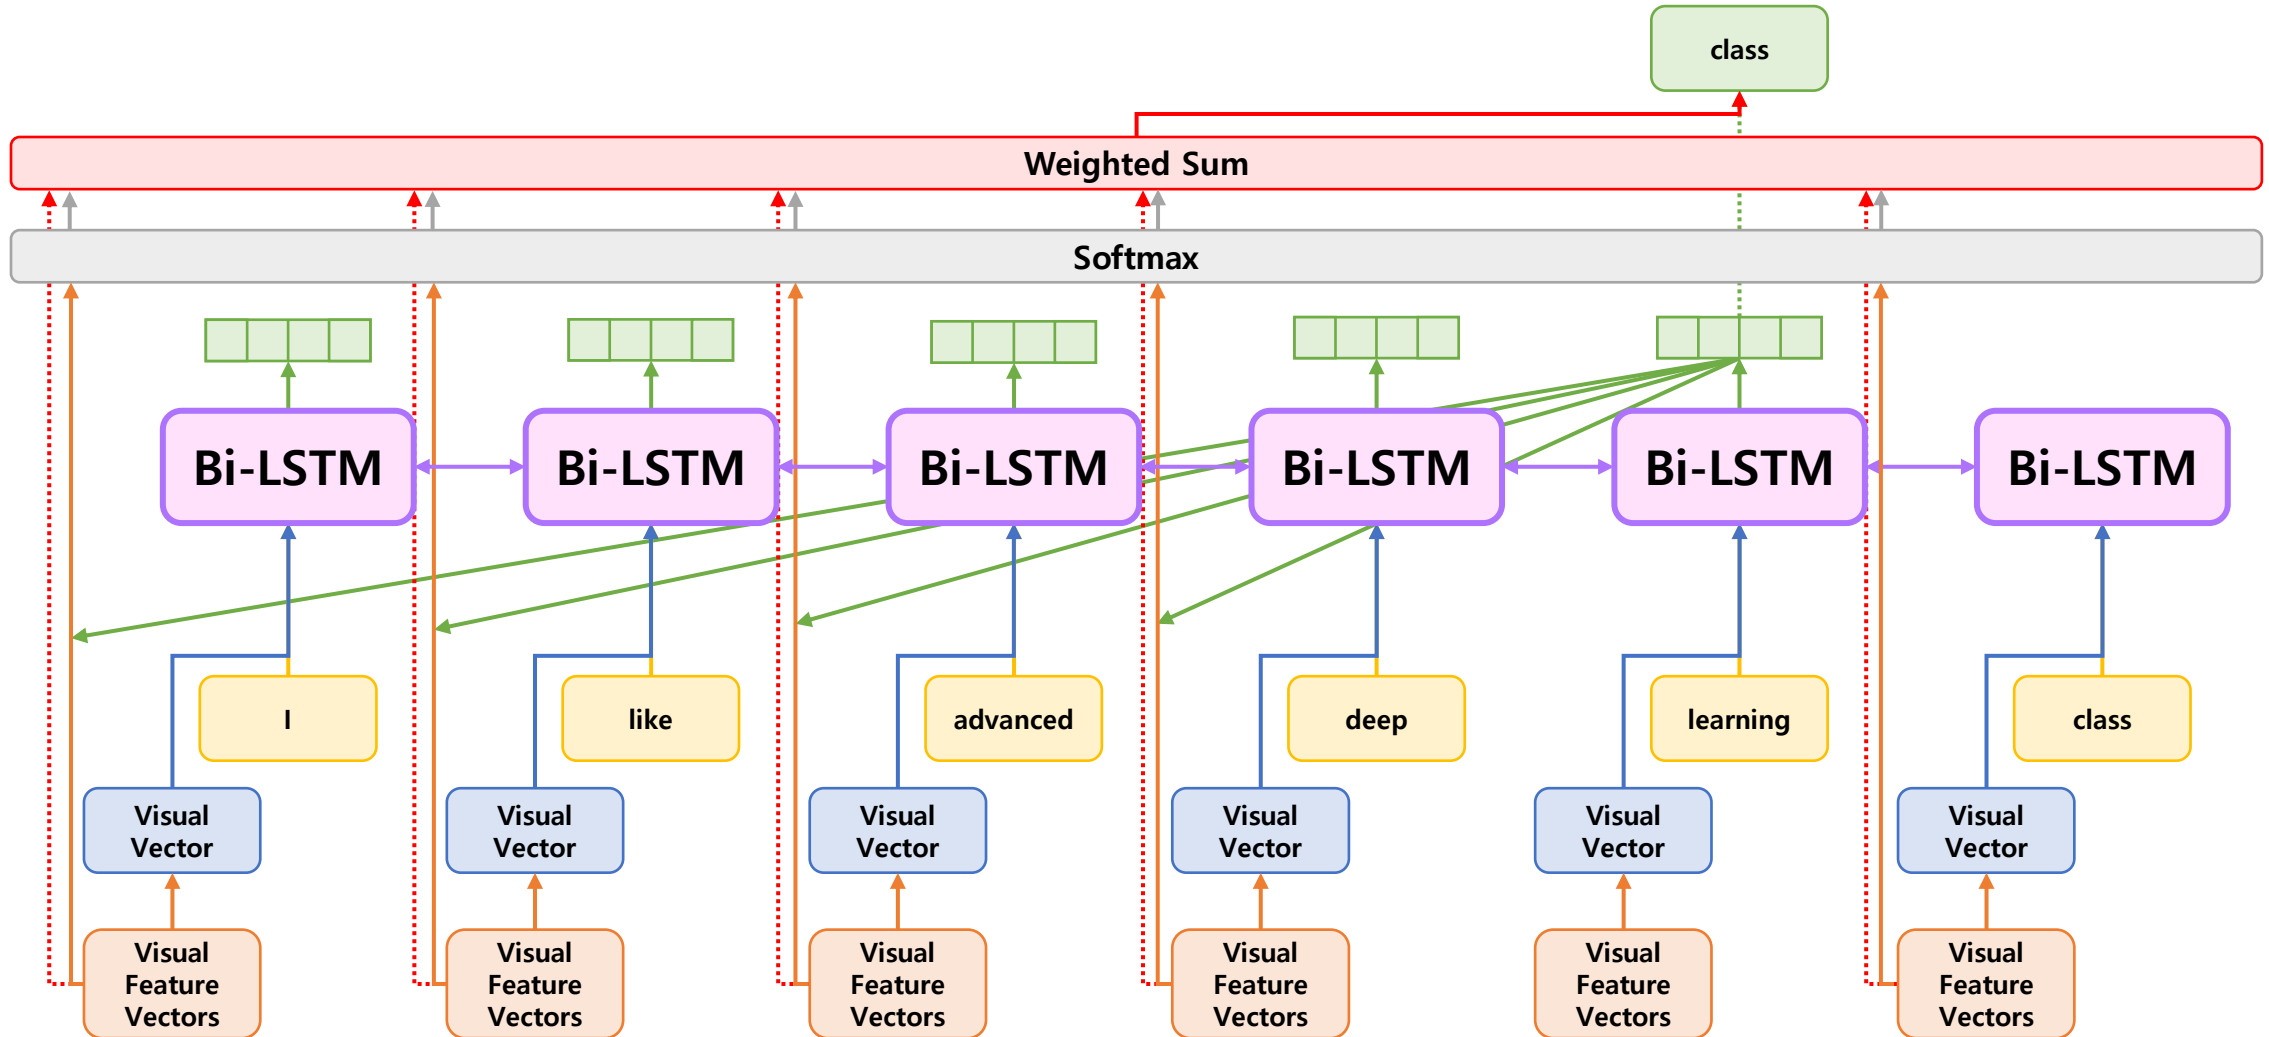 class
Weighted Sum
Softmax
Bi-LSTM
Bi-LSTM
Bi-LSTM
Bi-LSTM
Bi-LSTM
Bi-LSTM
I
like
advanced
deep
learning
class
Visual
Vector
Visual
Vector
Visual
Vector
Visual
Vector
Visual
Vector
Visual
Vector
Visual
Feature
Vectors
Visual
Feature
Vectors
Visual
Feature
Vectors
Visual
Feature
Vectors
Visual
Feature
Vectors
Visual
Feature
Vectors